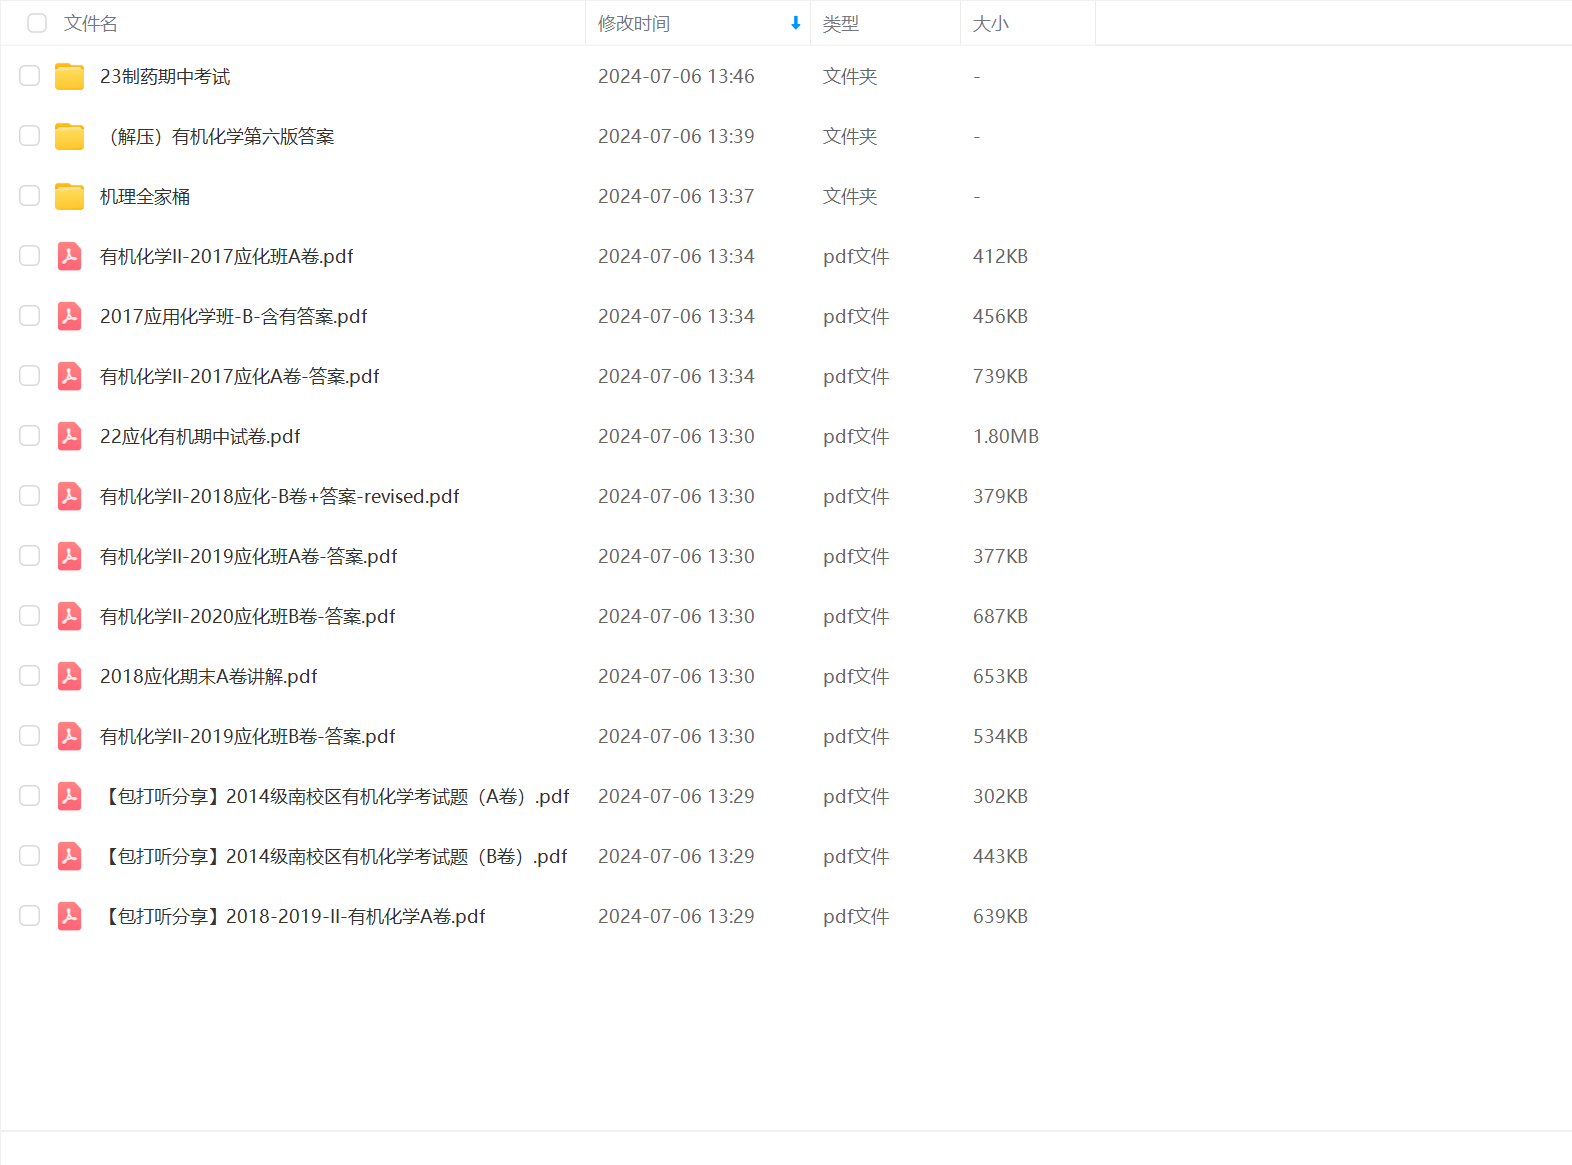 文件名 修改时间 类型 大小
23制药期中考试 2024-07-06 13:46 文件夹 -
（解压）有机化学第六版答案 2024-07-06 13:39 文件夹 -
机理全家桶 2024-07-06 13:37 文件夹 -
有机化学II-2017应化班A卷.pdf 2024-07-06 13:34 pdf文件 412KB
2017应用化学班-B-含有答案.pdf 2024-07-06 13:34 pdf文件 456KB
有机化学II-2017应化A卷-答案.pdf 2024-07-06 13:34 pdf文件 739KB
22应化有机期中试卷.pdf 2024-07-06 13:30 pdf文件 1.80MB
有机化学II-2018应化-B卷+答案-revised.pdf 2024-07-06 13:30 pdf文件 379KB
有机化学II-2019应化班A卷-答案.pdf 2024-07-06 13:30 pdf文件 377KB
有机化学II-2020应化班B卷-答案.pdf 2024-07-06 13:30 pdf文件 687KB
2018应化期末A卷讲解.pdf 2024-07-06 13:30 pdf文件 653KB
有机化学II-2019应化班B卷-答案.pdf 2024-07-06 13:30 pdf文件 534KB
【包打听分享】2014级南校区有机化学考试题（A卷）.pdf 2024-07-06 13:29 pdf文件 302KB
【包打听分享】2014级南校区有机化学考试题（B卷）.pdf 2024-07-06 13:29 pdf文件 443KB
【包打听分享】2018-2019-II-有机化学A卷.pdf 2024-07-06 13:29 pdf文件 639KB